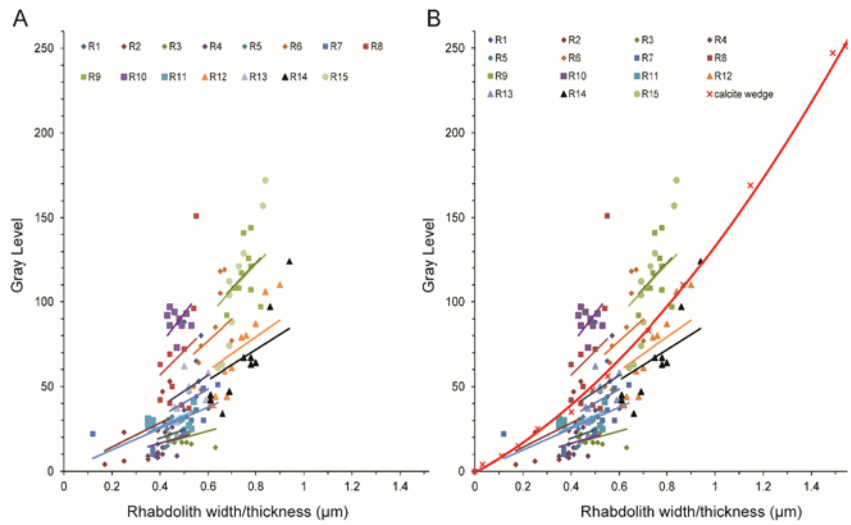 A
R1 R2 R3 R4 R5 R6 R7 R8
R9 R10 R11 R12 R13 R14 R15
250
200
150
100
50
0
0 0.2 0.4 0.6 0.8 1 1.2 1.4
Gray Level
Rhabdolith width/thickness (µm)
B
R1 R2 R3 R4
R5 R6 R7 R8
R9 R10 R11 R12
R13 R14 R15 calcite wedge
250
200
150
100
50
0
0 0.2 0.4 0.6 0.8 1 1.2 1.4
Rhabdolith width/thickness (µm)